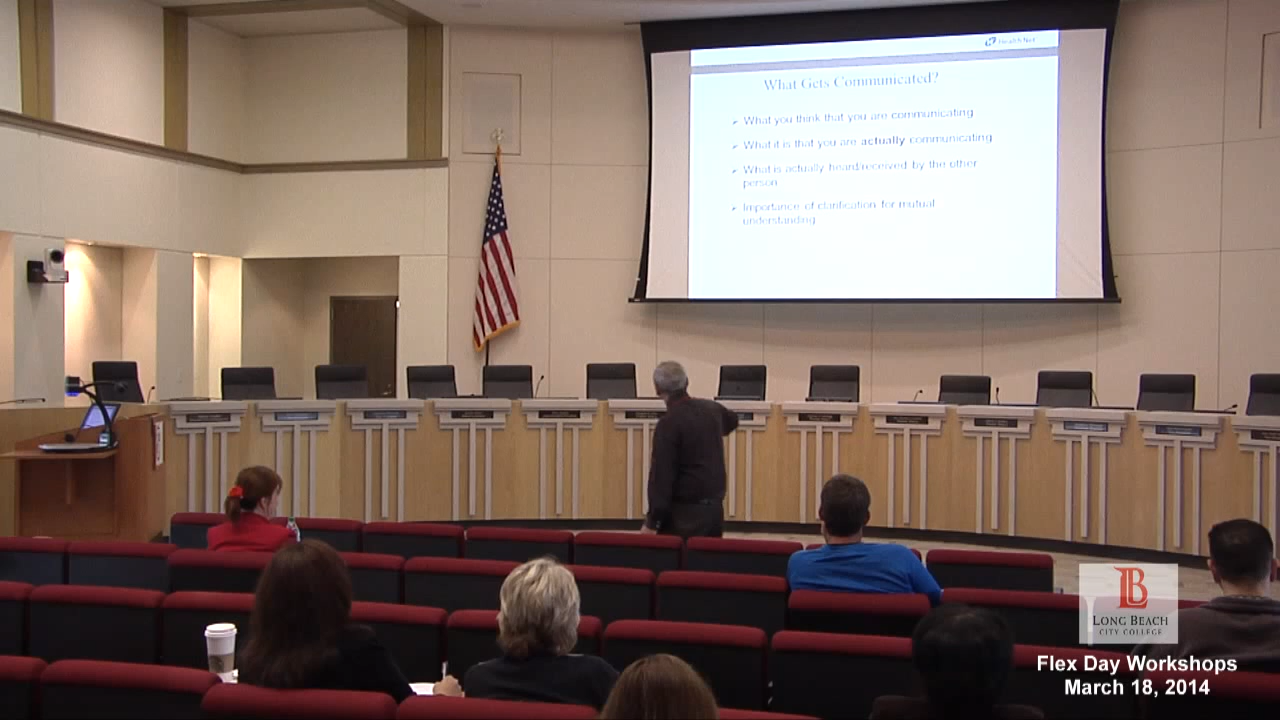 HealthNet
What Gets Communicated?
What you think that you are communicating
What it is that you are actually communicating
What is actually heard/received by the other
person
Importance of clarification for mutual
understanding
LB
LONG BEACH
CITY COLLEGE
Flex Day Workshops
March 18, 2014